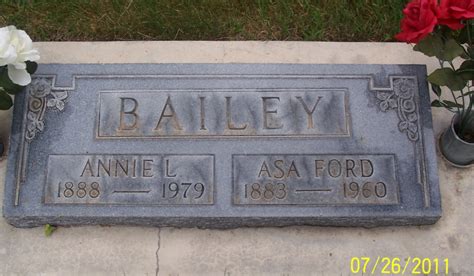 BAILEY
ANNIE L
1888 — 1979
ASA FORD
1883 — 1960
07/26/2011